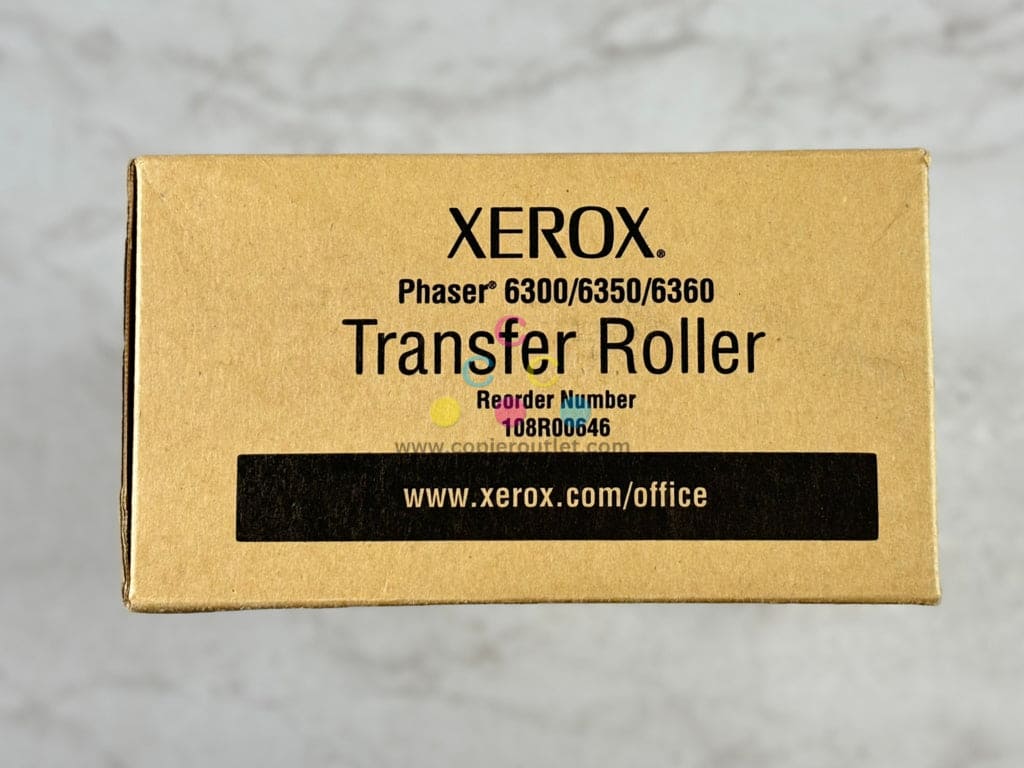 XEROX®
Phaser® 6300/6350/6360
Transfer Roller
Reorder Number
108R00646
www.copieroutlet.com
www.xerox.com/office